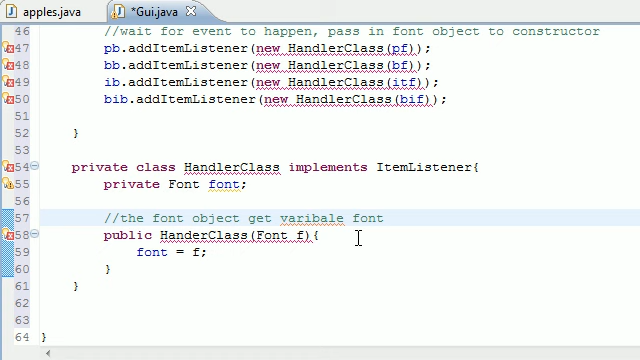 apples.java *Gui.java
46 //wait for event to happen, pass in font object to constructor
47 pb.addItemListener(new HandlerClass(pf));
48 bb.addItemListener(new HandlerClass(bf));
49 ib.addItemListener(new HandlerClass(itf));
50 bib.addItemListener(new HandlerClass(bif));
51
52 }
53
54 private class HandlerClass implements ItemListener{
55 private Font font;
56
57 //the font object get varibale font
58 public HanderClass(Font f){
59 font = f;
60 }
61 }
62
63
64 }